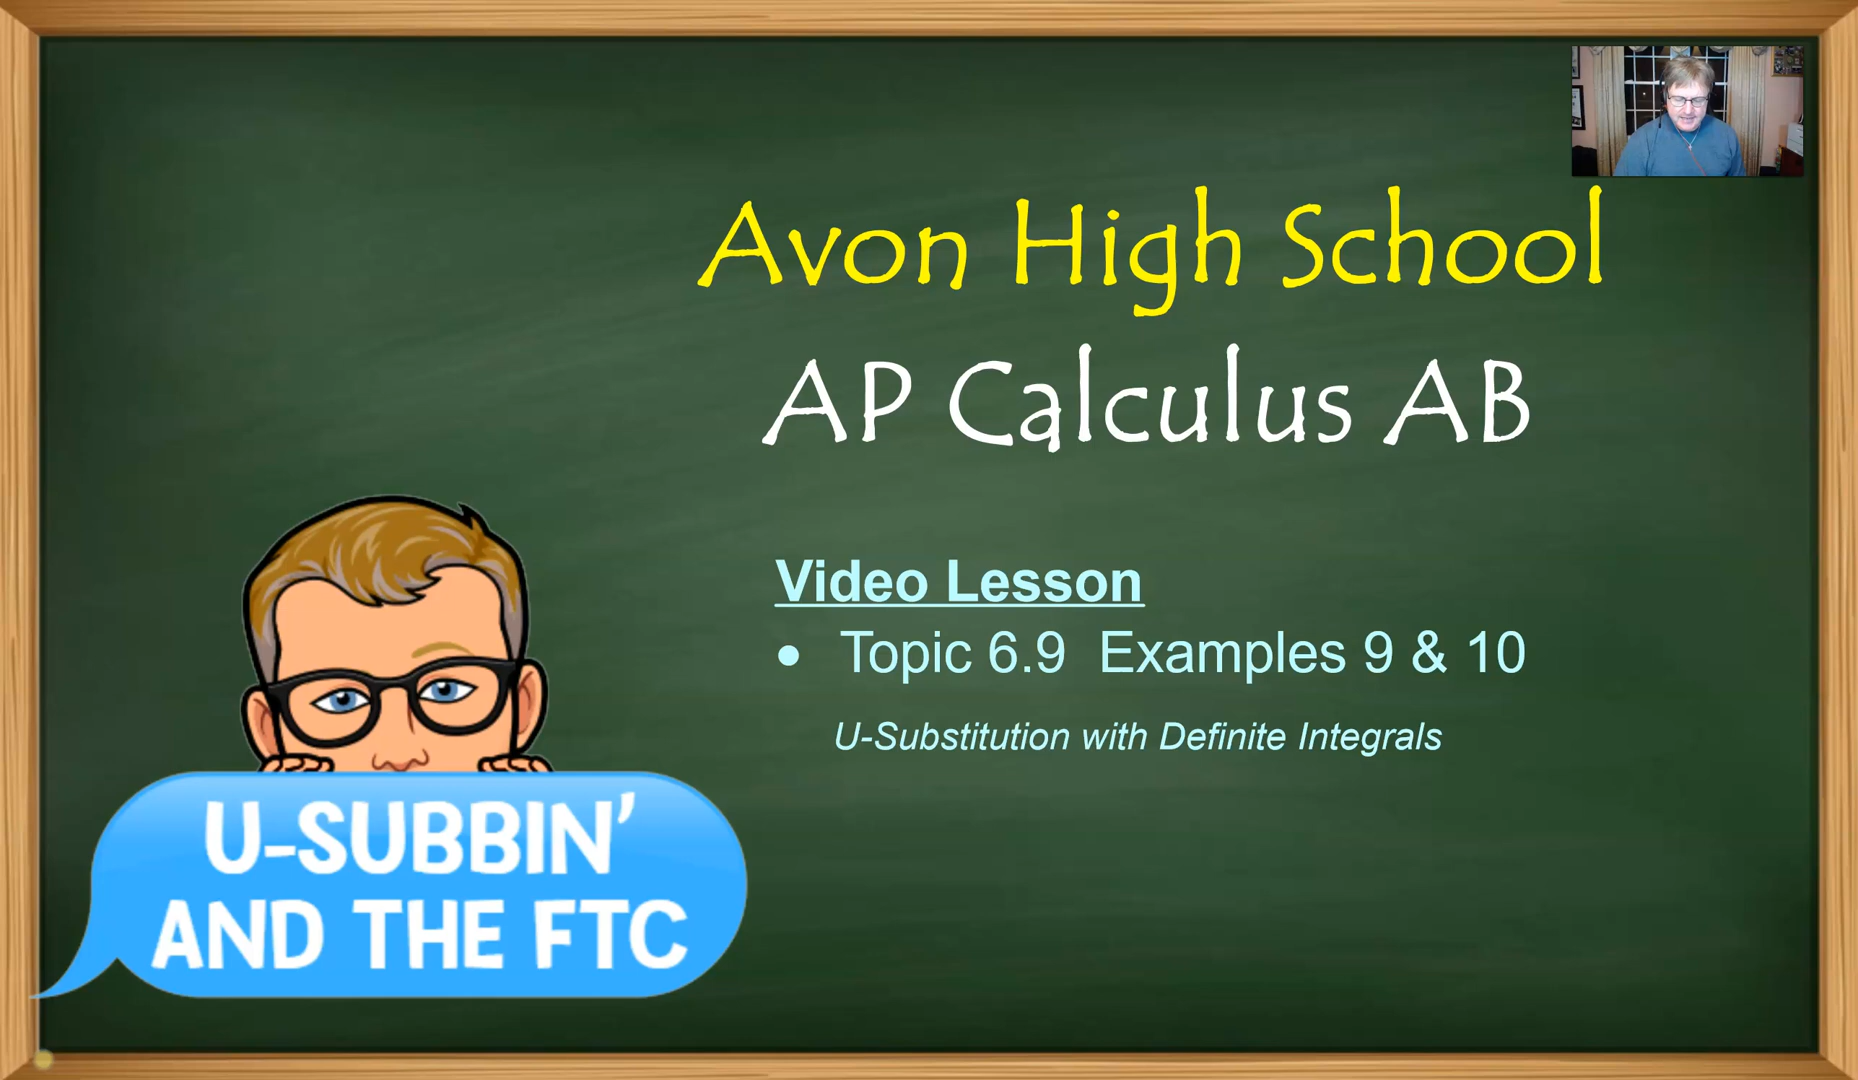 Avon High School
AP Calculus AB
Video Lesson
● Topic 6.9 Examples 9 & 10
U-Substitution with Definite Integrals
U-SUBBIN’
AND THE FTC